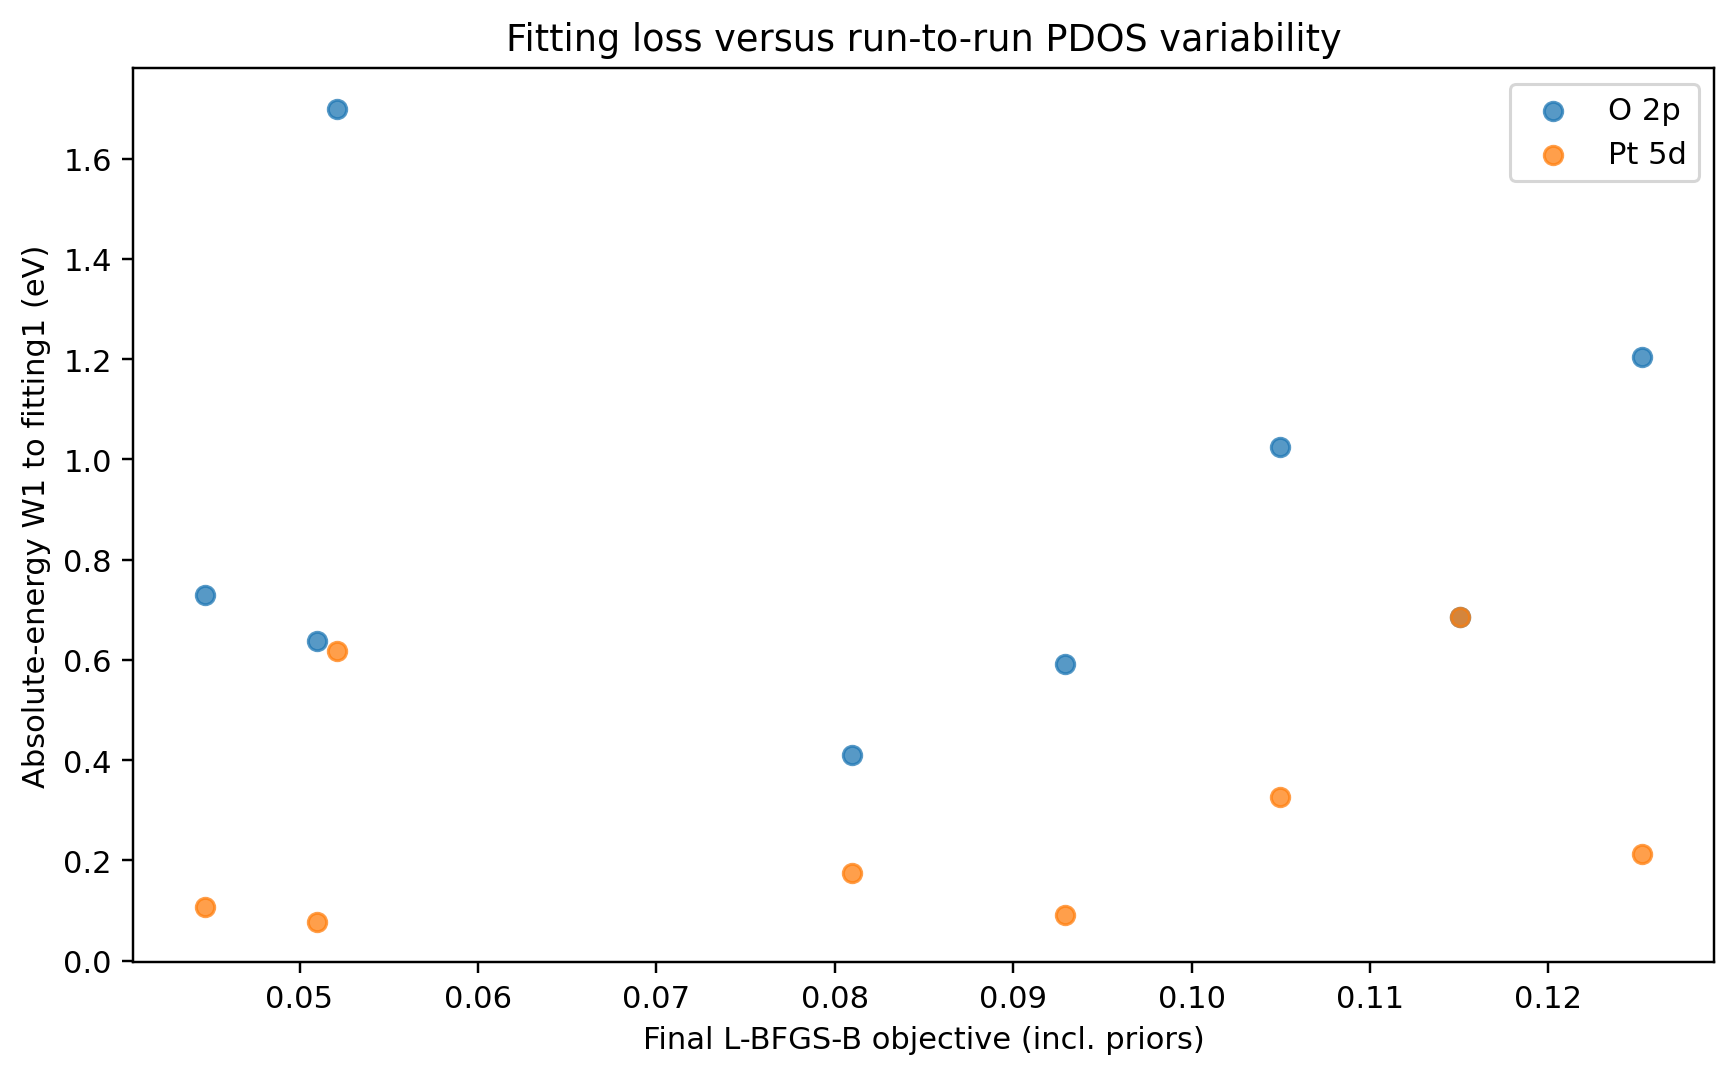 Fitting loss versus run-to-run PDOS variability
O 2p
Pt 5d
Absolute-energy W1 to fitting1 (eV)
1.6
1.4
1.2
1.0
0.8
0.6
0.4
0.2
0.0
0.05 0.06 0.07 0.08 0.09 0.10 0.11 0.12
Final L-BFGS-B objective (incl. priors)